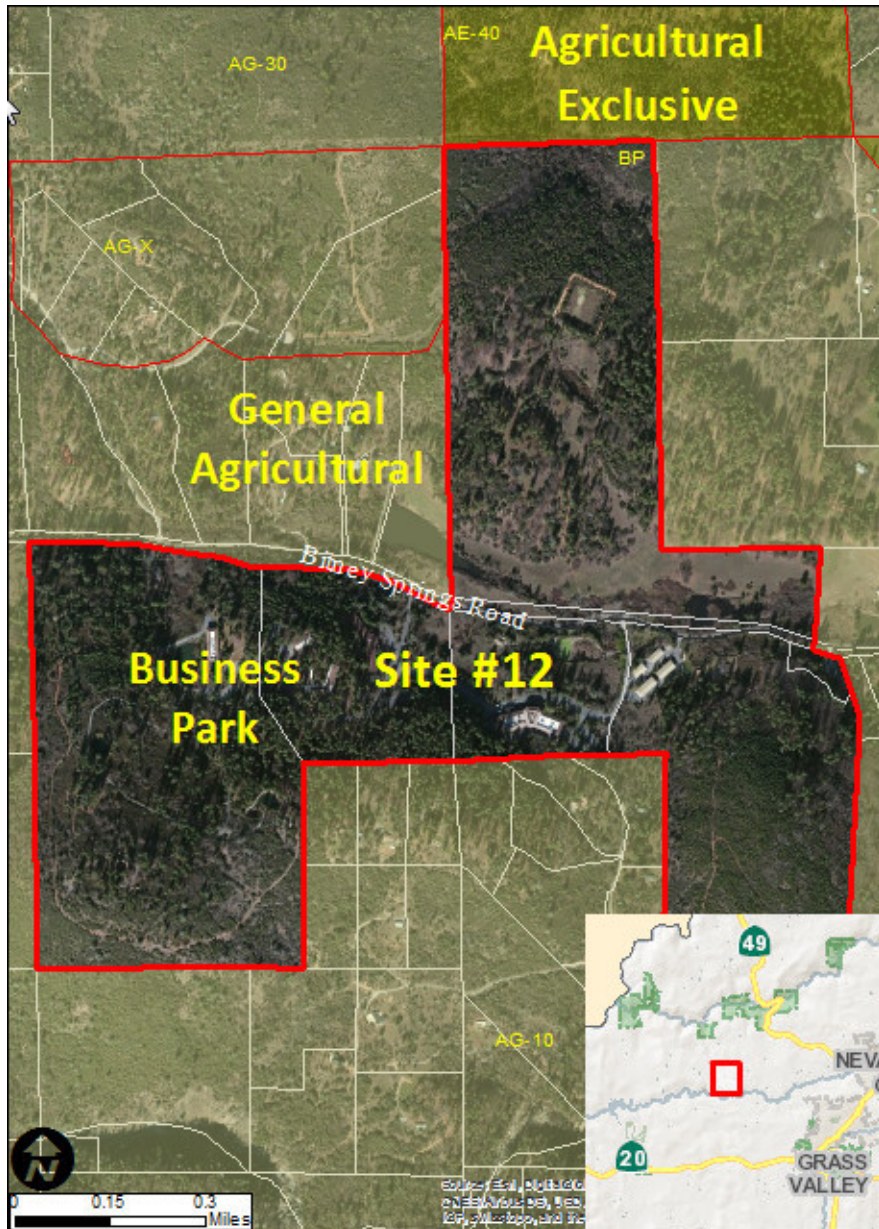 AG-30
AE-40
Agricultural
Exclusive
BP
AG-X
General
Agricultural
Bitney Springs Road
Business
Park
Site #12
AG-10
49
NEVA
20
GRASS
VALLEY
N
0 0.15 0.3
Miles